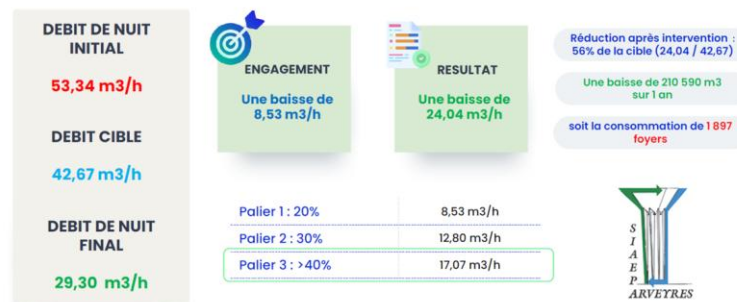 DEBIT DE NUIT
INITIAL
53,34 m3/h
DEBIT CIBLE
42,67 m3/h
DEBIT DE NUIT
FINAL
29,30 m3/h
ENGAGEMENT
Une baisse de
8,53 m3/h
RESULTAT
Une baisse de
24,04 m3/h
Réduction après intervention :
56% de la cible (24,04 / 42,67)
Une baisse de 210 590 m3
sur 1 an
soit la consommation de 1 897
foyers
Palier 1 : 20% 8,53 m3/h
Palier 2 : 30% 12,80 m3/h
Palier 3 : >40% 17,07 m3/h
S
I
A
E
P
ARVEYRES